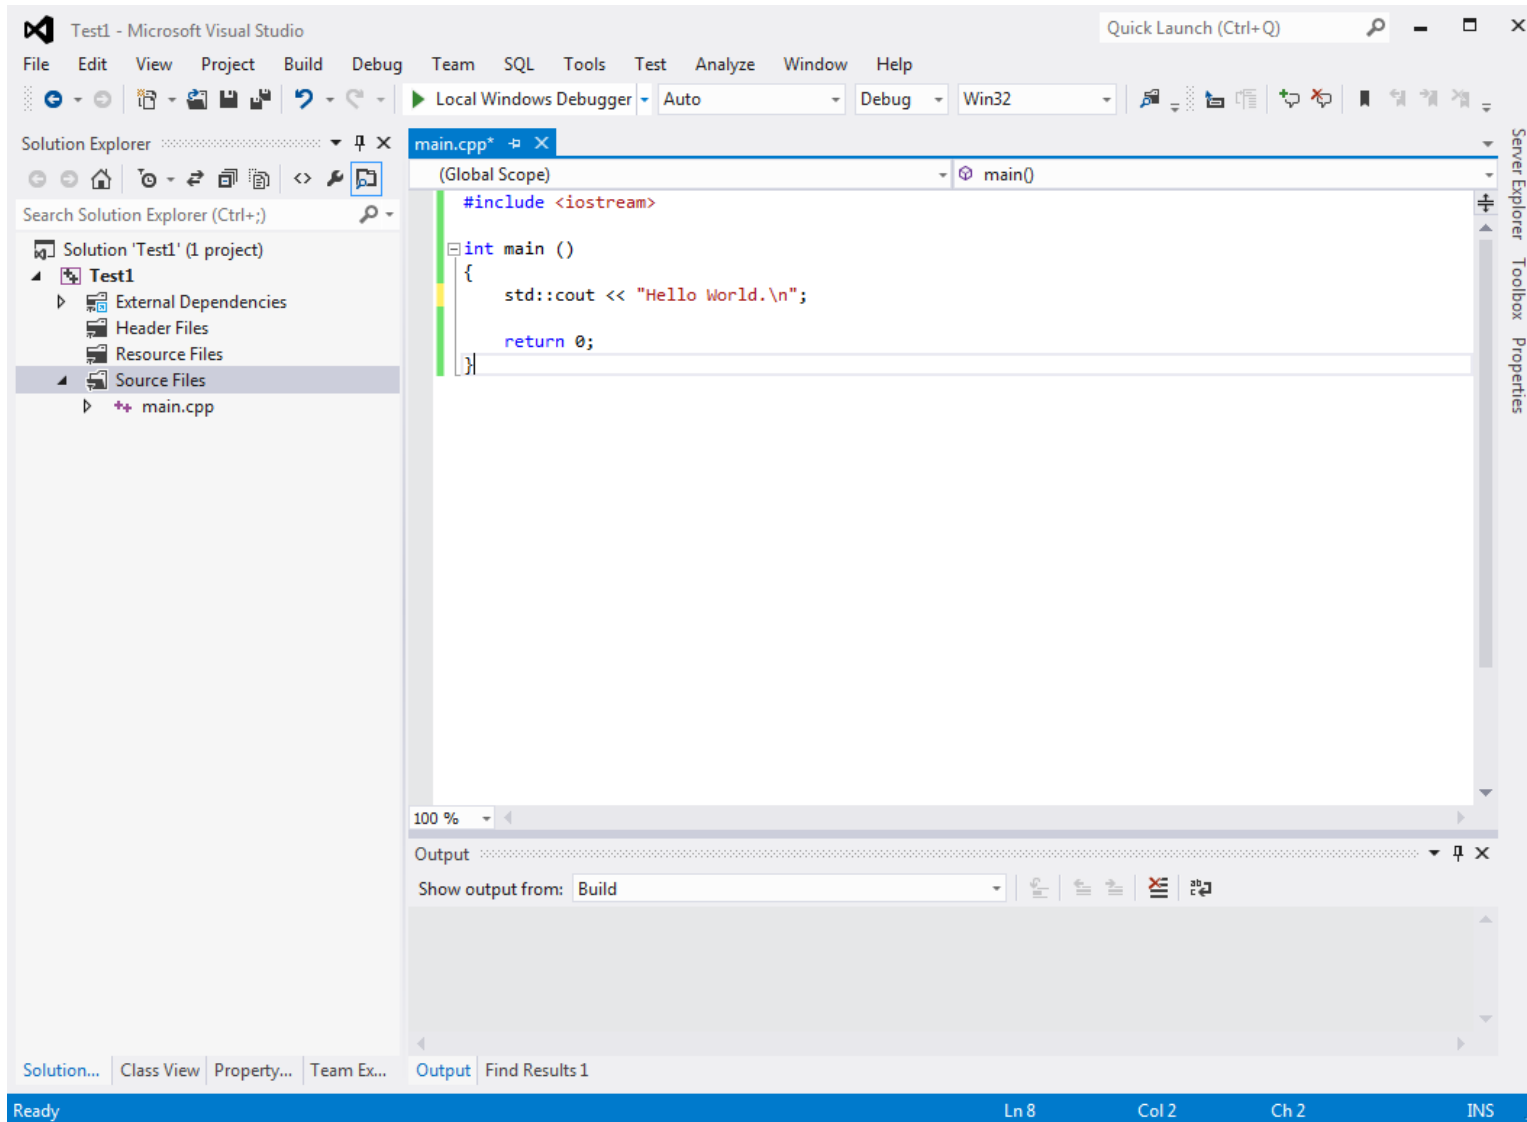 Test1 - Microsoft Visual Studio
Quick Launch (Ctrl+Q)
File Edit View Project Build Debug Team SQL Tools Test Analyze Window Help
Local Windows Debugger Auto Debug Win32
Solution Explorer
Search Solution Explorer (Ctrl+;)
Solution 'Test1' (1 project)
Test1
External Dependencies
Header Files
Resource Files
Source Files
main.cpp
Solution... Class View Property... Team Ex...
main.cpp*
(Global Scope) main()
#include <iostream>
int main ()
{
std::cout << "Hello World.\n";
return 0;
}
100 %
Output
Show output from: Build
Output Find Results 1
Server Explorer
Toolbox
Properties
Ready Ln 8 Col 2 Ch 2 INS